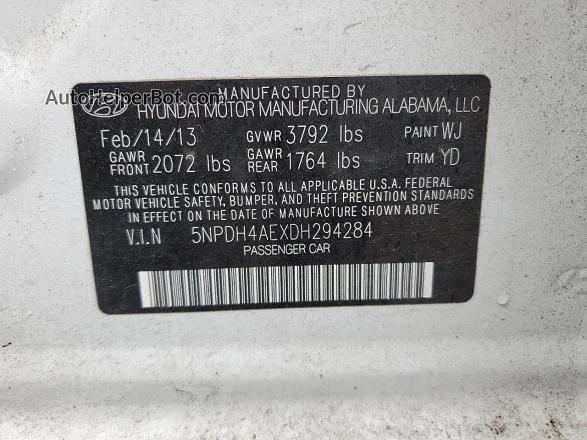 AutoHelperBot.com
MANUFACTURED BY
HYUNDAI MOTOR MANUFACTURING ALABAMA, LLC
Feb/14/13 GVWR 3792 lbs PAINT WJ
GAWR FRONT 2072 lbs GAWR REAR 1764 lbs TRIM YD
THIS VEHICLE CONFORMS TO ALL APPLICABLE U.S.A. FEDERAL
MOTOR VEHICLE SAFETY, BUMPER, AND THEFT PREVENTION STANDARDS
IN EFFECT ON THE DATE OF MANUFACTURE SHOWN ABOVE
V.I.N 5NPDH4AEXDH294284
PASSENGER CAR